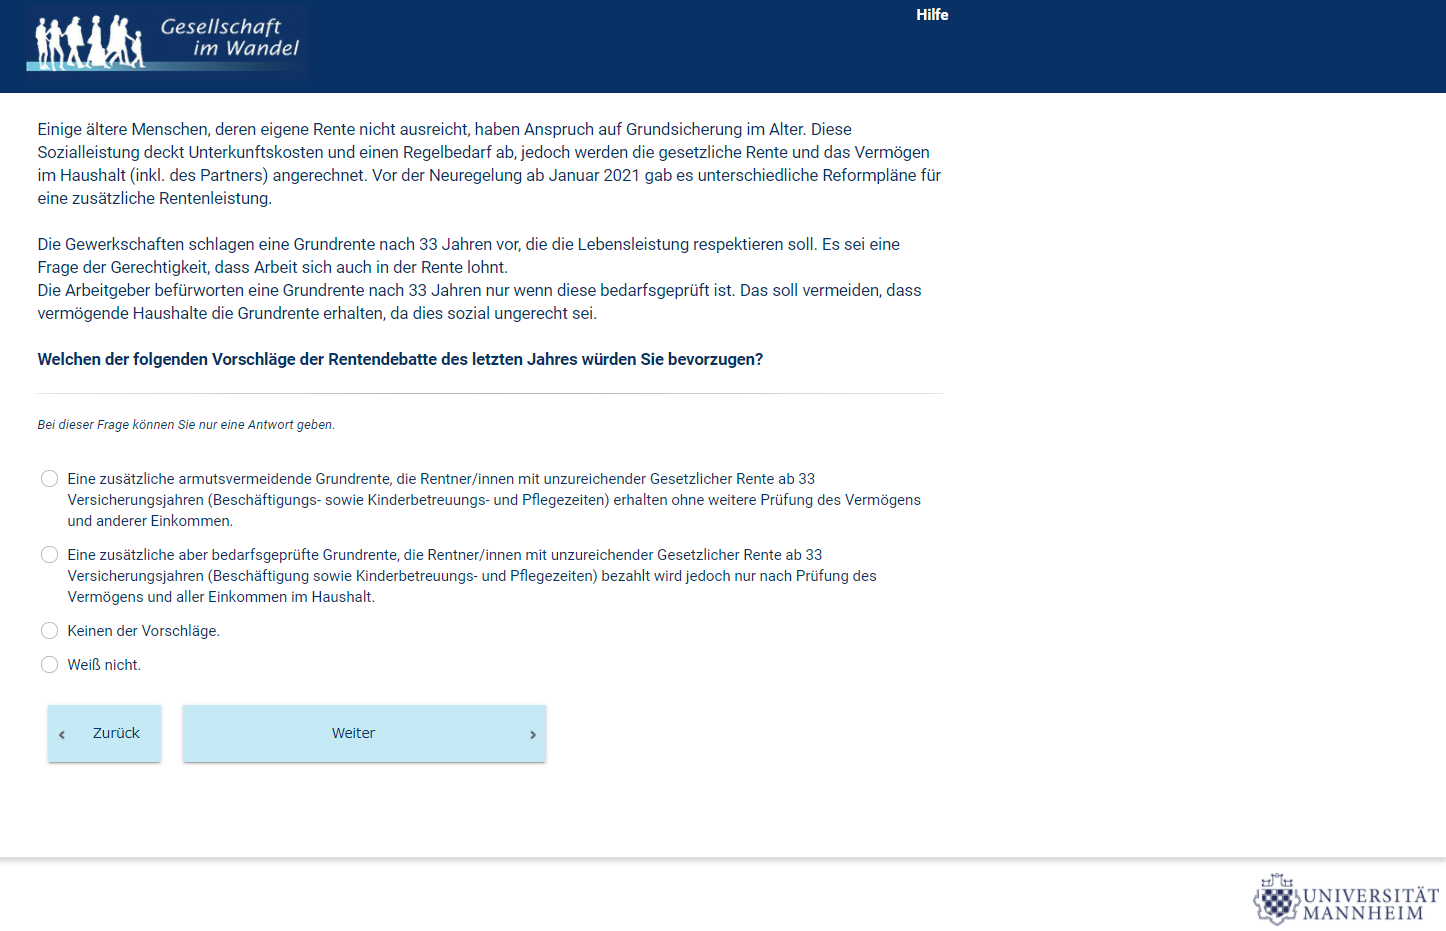 Gesellschaft
im Wandel
Hilfe
Einige ältere Menschen, deren eigene Rente nicht ausreicht, haben Anspruch auf Grundsicherung im Alter. Diese
Sozialleistung deckt Unterkunftskosten und einen Regelbedarf ab, jedoch werden die gesetzliche Rente und das Vermögen
im Haushalt (inkl. des Partners) angerechnet. Vor der Neuregelung ab Januar 2021 gab es unterschiedliche Reformpläne für
eine zusätzliche Rentenleistung.
Die Gewerkschaften schlagen eine Grundrente nach 33 Jahren vor, die die Lebensleistung respektieren soll. Es sei eine
Frage der Gerechtigkeit, dass Arbeit sich auch in der Rente lohnt.
Die Arbeitgeber befürworten eine Grundrente nach 33 Jahren nur wenn diese bedarfsgeprüft ist. Das soll vermeiden, dass
vermögende Haushalte die Grundrente erhalten, da dies sozial ungerecht sei.
Welchen der folgenden Vorschläge der Rentendebatte des letzten Jahres würden Sie bevorzugen?
Bei dieser Frage können Sie nur eine Antwort geben.
Eine zusätzliche armutsvermeidende Grundrente, die Rentner/innen mit unzureichender Gesetzlicher Rente ab 33
Versicherungsjahren (Beschäftigungs- sowie Kinderbetreuungs- und Pflegezeiten) erhalten ohne weitere Prüfung des Vermögens
und anderer Einkommen.
Eine zusätzliche aber bedarfsgeprüfte Grundrente, die Rentner/innen mit unzureichender Gesetzlicher Rente ab 33
Versicherungsjahren (Beschäftigung sowie Kinderbetreuungs- und Pflegezeiten) bezahlt wird jedoch nur nach Prüfung des
Vermögens und aller Einkommen im Haushalt.
Keinen der Vorschläge.
Weiß nicht.
‹ Zurück
Weiter ›
UNIVERSITÄT
MANNHEIM